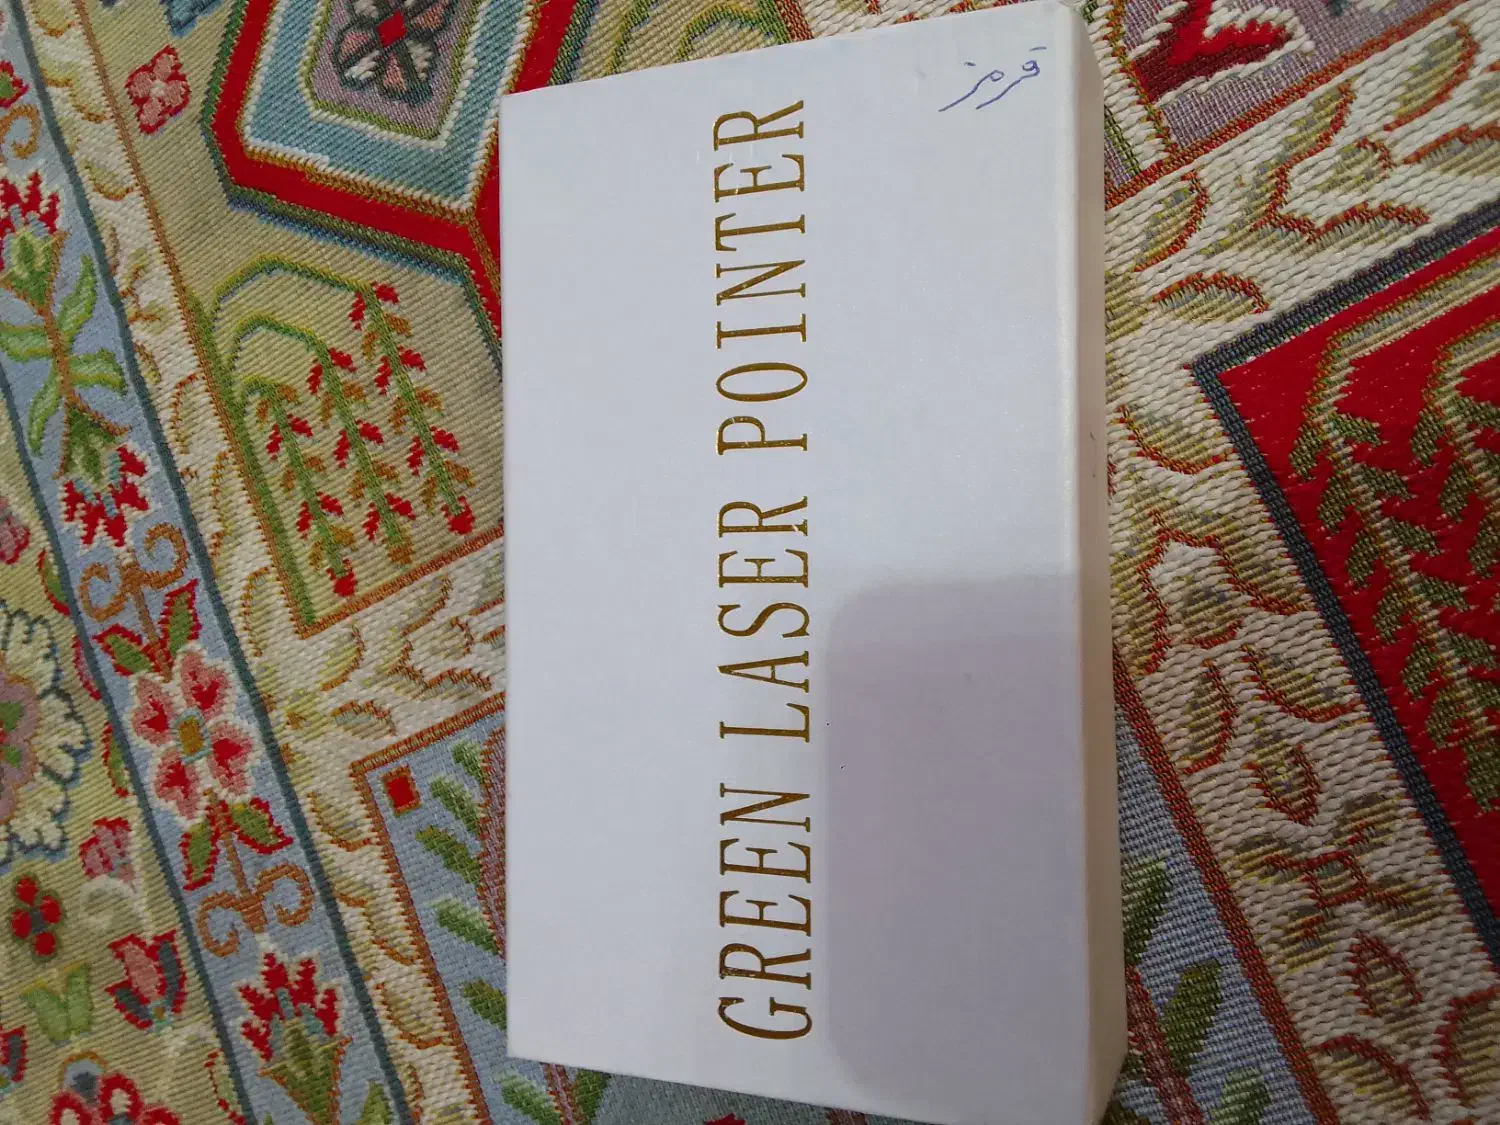 GREEN LASER POINTER
قرمز